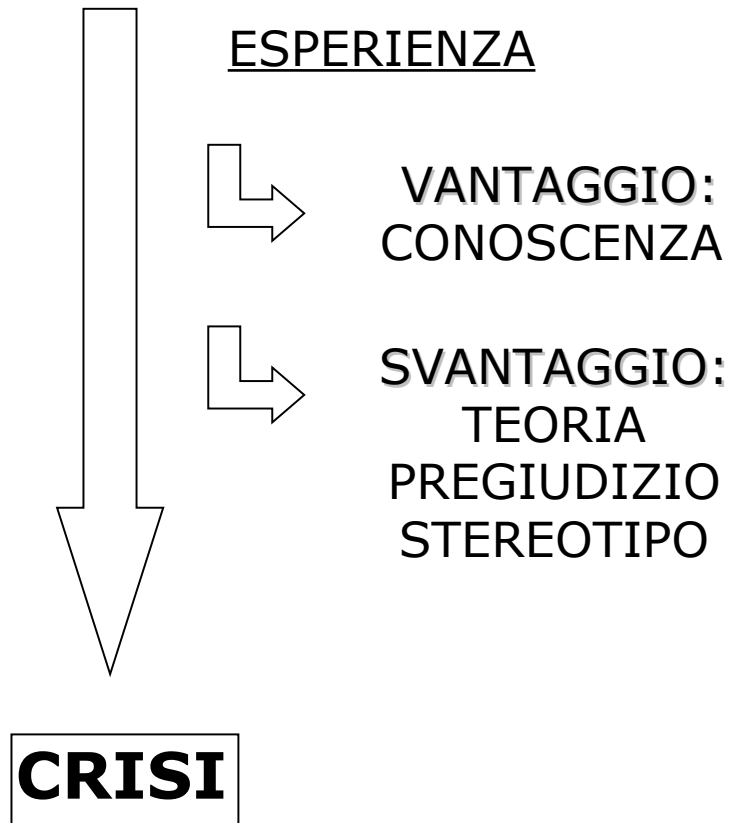 ESPERIENZA
VANTAGGIO:
CONOSCENZA
SVANTAGGIO:
TEORIA
PREGIUDIZIO
STEREOTIPO
CRISI